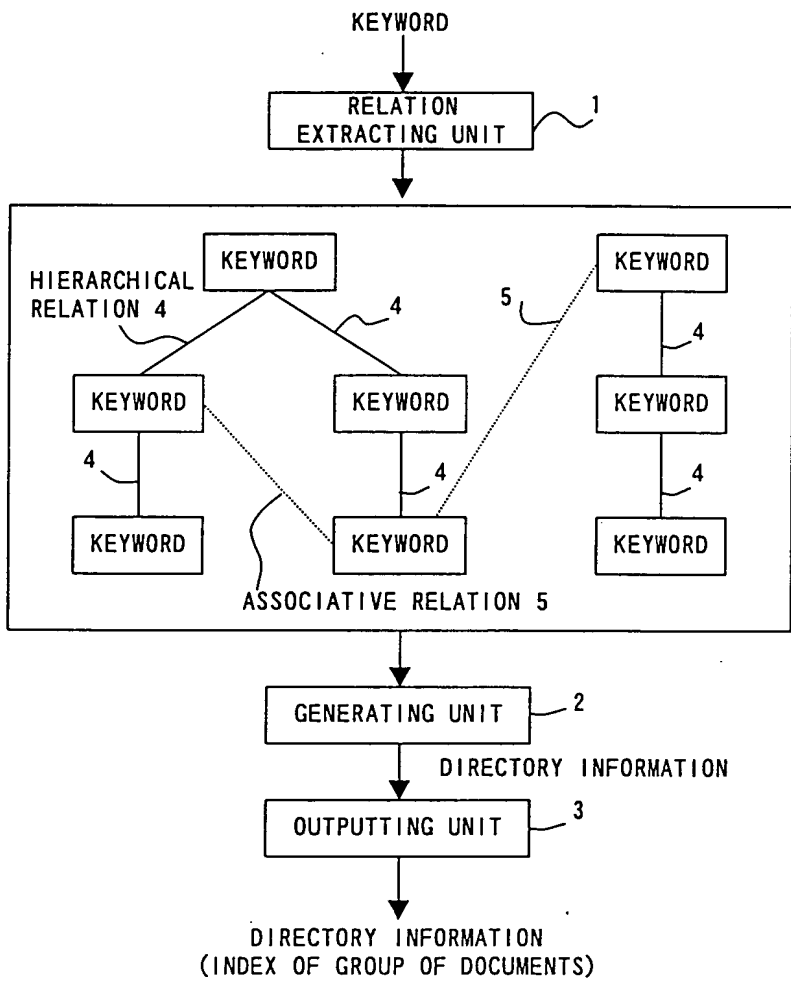 KEYWORD
RELATION
EXTRACTING UNIT
1
KEYWORD
KEYWORD
HIERARCHICAL
RELATION 4
4
5
4
KEYWORD
KEYWORD
KEYWORD
4
4
4
KEYWORD
KEYWORD
KEYWORD
ASSOCIATIVE RELATION 5
GENERATING UNIT
2
DIRECTORY INFORMATION
OUTPUTTING UNIT
3
DIRECTORY INFORMATION
(INDEX OF GROUP OF DOCUMENTS)